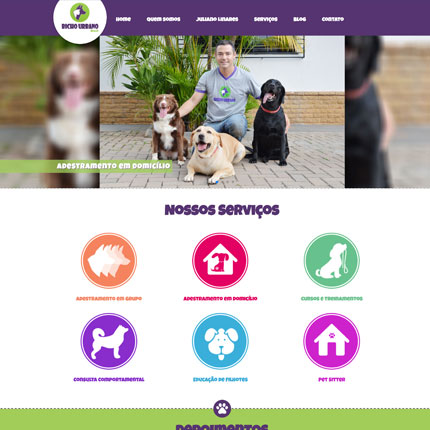 BICHO URBANO
HOME QUEM SOMOS JULIANO LINARES SERVIÇOS BLOG CONTATO
ADESTRAMENTO EM DOMICÍLIO
NOSSOS SERVIÇOS
ADESTRAMENTO EM GRUPO ADESTRAMENTO EM DOMICÍLIO CURSOS E TREINAMENTOS
CONSULTA COMPORTAMENTAL EDUCAÇÃO DE FILHOTES PET SITTER
DEPOIMENTOS